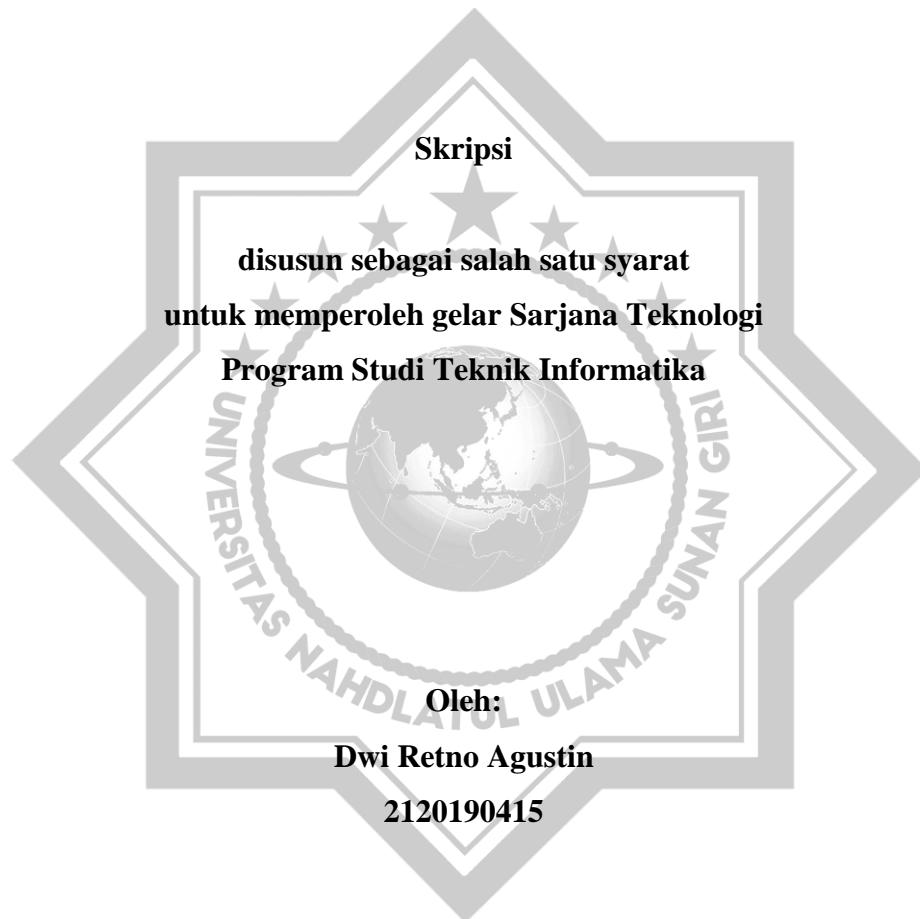 Skripsi
disusun sebagai salah satu syarat
untuk memperoleh gelar Sarjana Teknologi
Program Studi Teknik Informatika
UNIVERSITAS NAHDLATUL ULAMA SUNAN GIRI
Oleh:
Dwi Retno Agustin
2120190415